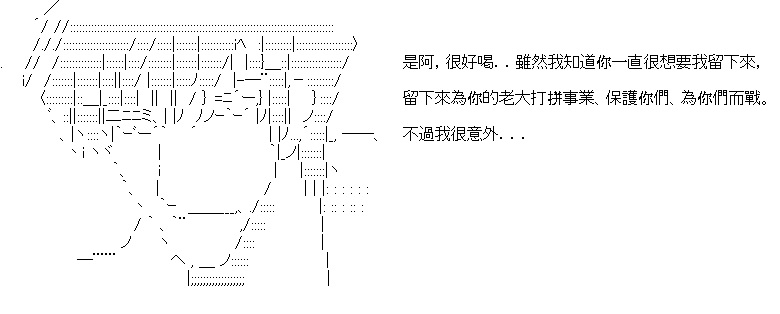 是阿, 很好喝. . 雖然我知道你一直很想要我留下來,
留下來為你的老大打拼事業、保護你們、為你們而戰。
不過我很意外. . .